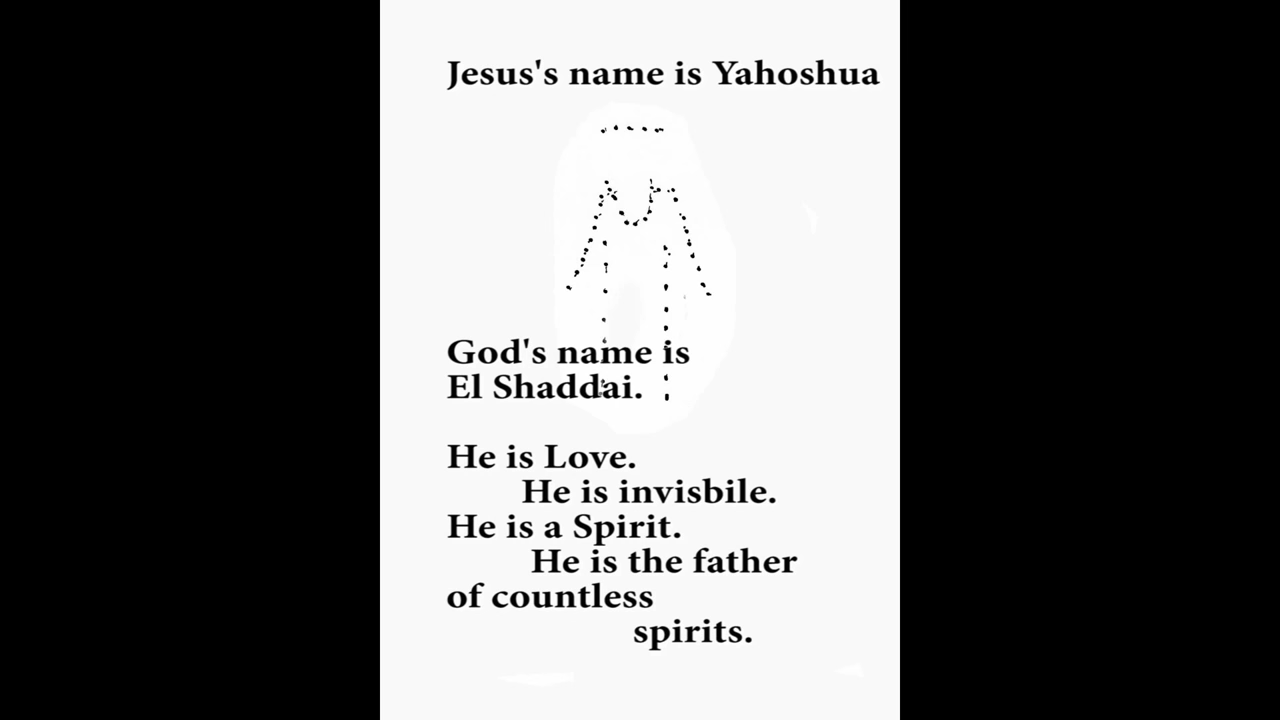 Jesus's name is Yahoshua
God's name is
El Shaddai.
He is Love.
He is invisbile.
He is a Spirit.
He is the father
of countless
spirits.